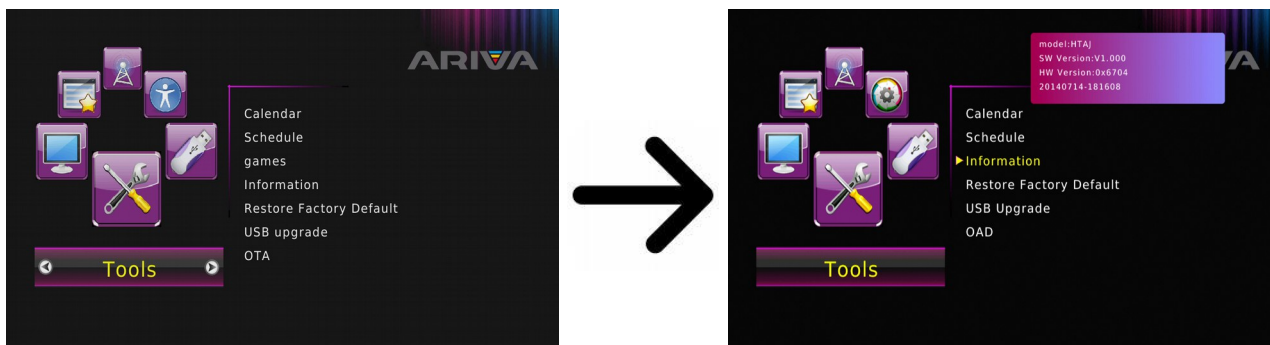 ARIVA
Calendar
Schedule
games
Information
Restore Factory Default
USB upgrade
OTA
Tools
model:HTAJ
SW Version:V1.000
HW Version:0x6704
20140714-181608
VA
Calendar
Schedule
Information
Restore Factory Default
USB Upgrade
OAD
Tools